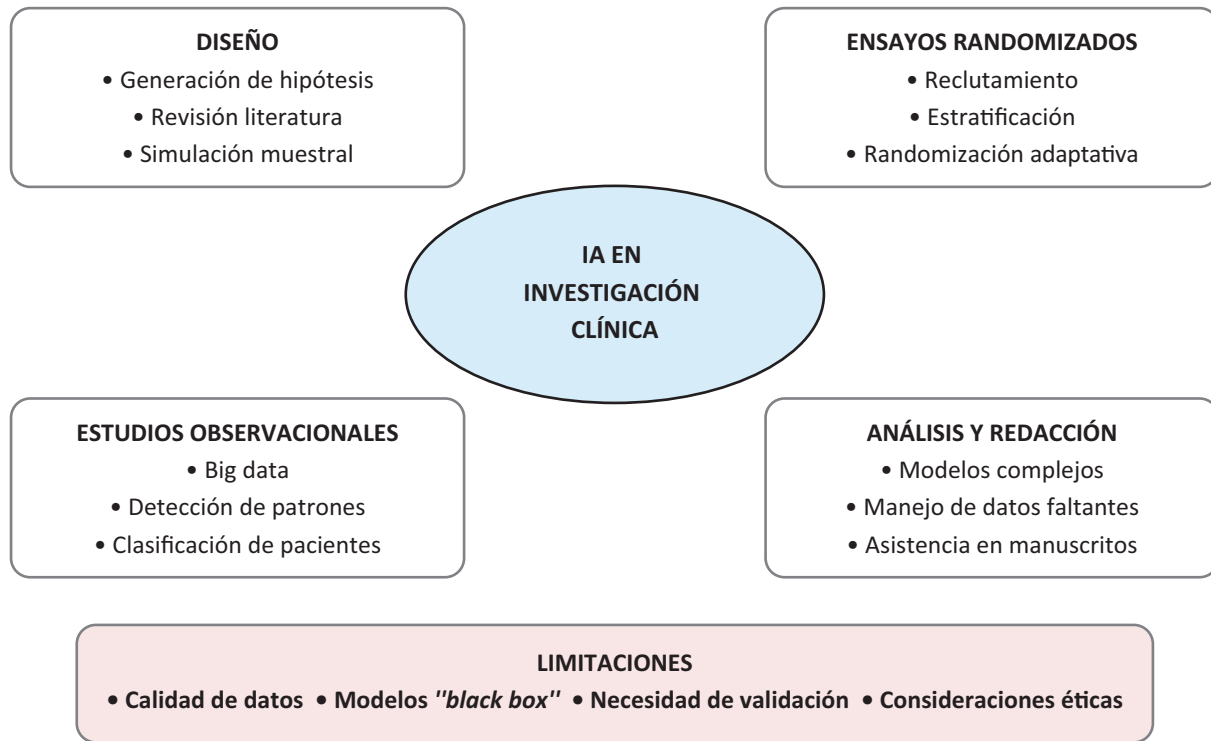 DISEÑO
• Generación de hipótesis
• Revisión literatura
• Simulación muestral
ENSAYOS RANDOMIZADOS
• Reclutamiento
• Estratificación
• Randomización adaptativa
IA EN
INVESTIGACIÓN
CLÍNICA
ESTUDIOS OBSERVACIONALES
• Big data
• Detección de patrones
• Clasificación de pacientes
ANÁLISIS Y REDACCIÓN
• Modelos complejos
• Manejo de datos faltantes
• Asistencia en manuscritos
LIMITACIONES
• Calidad de datos • Modelos "black box" • Necesidad de validación • Consideraciones éticas